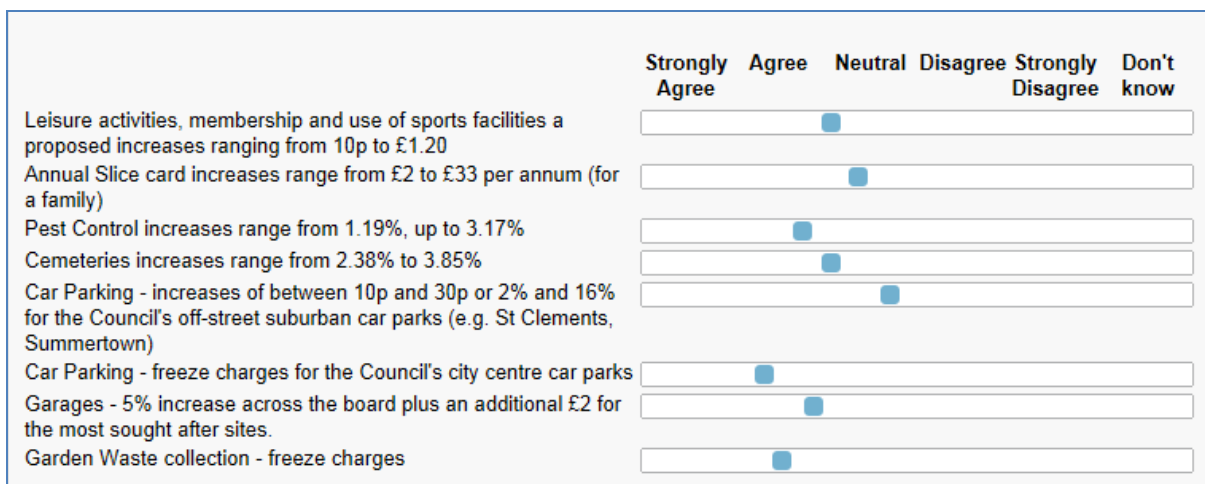 Strongly Agree Neutral Disagree Strongly Don't
Agree Disagree know
Leisure activities, membership and use of sports facilities a
proposed increases ranging from 10p to £1.20
Annual Slice card increases range from £2 to £33 per annum (for
a family)
Pest Control increases range from 1.19%, up to 3.17%
Cemeteries increases range from 2.38% to 3.85%
Car Parking - increases of between 10p and 30p or 2% and 16%
for the Council's off-street suburban car parks (e.g. St Clements,
Summertown)
Car Parking - freeze charges for the Council's city centre car parks
Garages - 5% increase across the board plus an additional £2 for
the most sought after sites.
Garden Waste collection - freeze charges